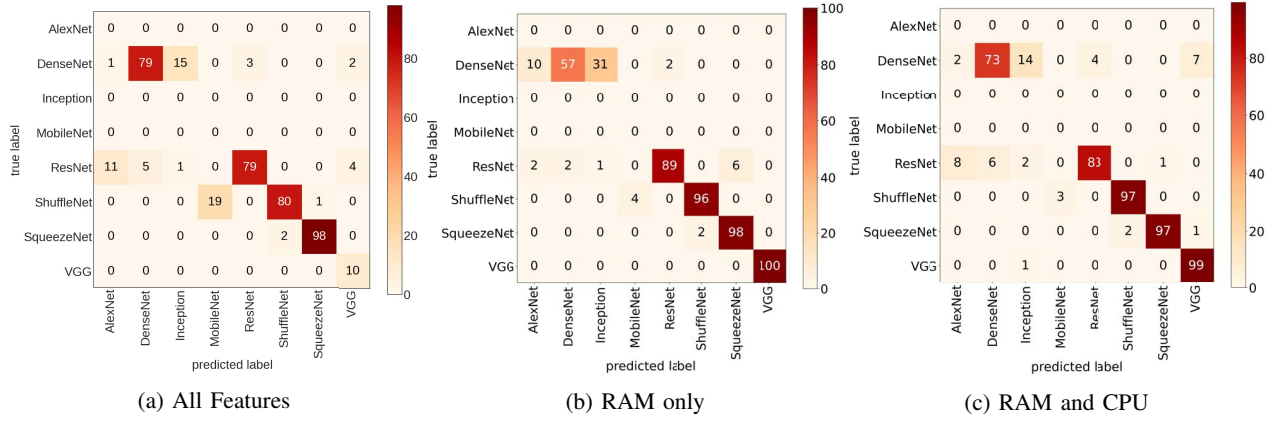 AlexNet 0 0 0 0 0 0 0 0
DenseNet 1 79 15 0 3 0 0 2
Inception 0 0 0 0 0 0 0 0
MobileNet 0 0 0 0 0 0 0 0
ResNet 11 5 1 0 79 0 0 4
ShuffleNet 0 0 0 19 0 80 1 0
SqueezeNet 0 0 0 0 0 2 98 0
VGG 0 0 0 0 0 0 0 10
true label
AlexNet DenseNet Inception MobileNet ResNet ShuffleNet SqueezeNet VGG
predicted label
80
60
40
20
0
(a) All Features
AlexNet 0 0 0 0 0 0 0 0
DenseNet 10 57 31 0 2 0 0 0
Inception 0 0 0 0 0 0 0 0
MobileNet 0 0 0 0 0 0 0 0
ResNet 2 2 1 0 89 0 6 0
ShuffleNet 0 0 0 4 0 96 0 0
SqueezeNet 0 0 0 0 0 2 98 0
VGG 0 0 0 0 0 0 0 100
true label
AlexNet DenseNet Inception MobileNet ResNet ShuffleNet SqueezeNet VGG
predicted label
100
80
60
40
20
0
(b) RAM only
AlexNet 0 0 0 0 0 0 0 0
DenseNet 2 73 14 0 4 0 0 7
Inception 0 0 0 0 0 0 0 0
MobileNet 0 0 0 0 0 0 0 0
ResNet 8 6 2 0 83 0 1 0
ShuffleNet 0 0 0 3 0 97 0 0
SqueezeNet 0 0 0 0 0 2 97 1
VGG 0 0 1 0 0 0 0 99
true label
AlexNet DenseNet Inception MobileNet ResNet ShuffleNet SqueezeNet VGG
predicted label
80
60
40
20
0
(c) RAM and CPU